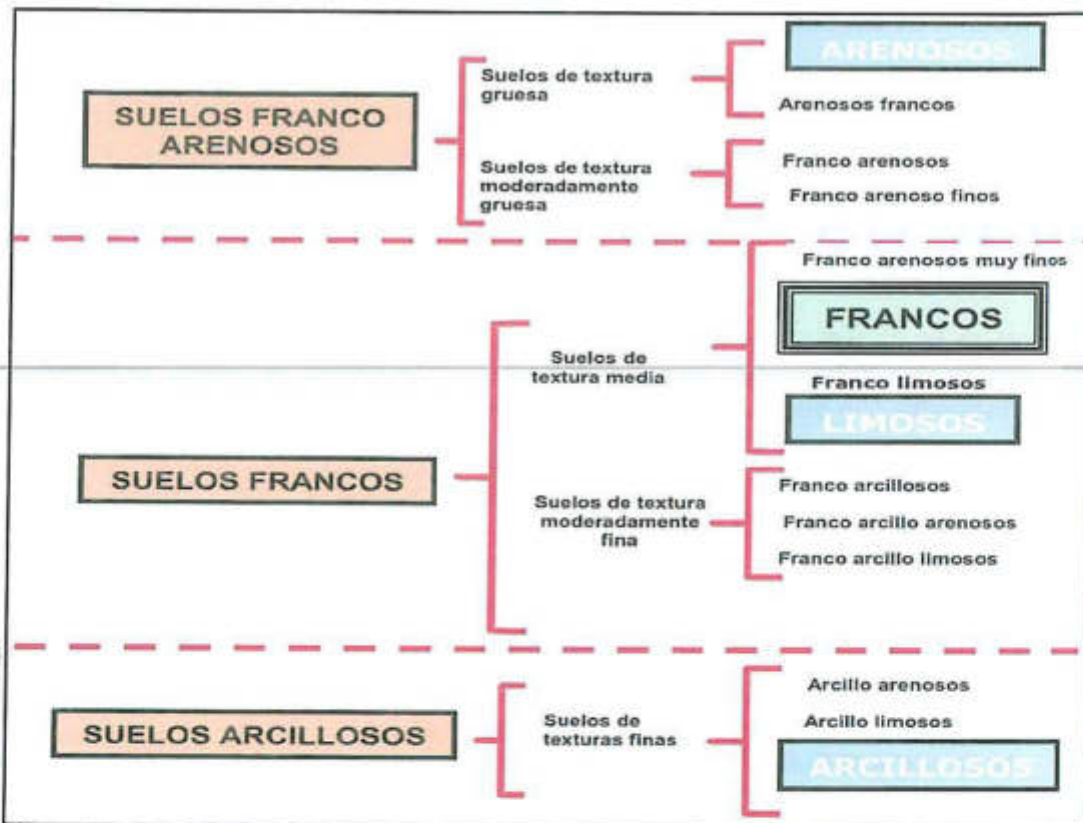 ARENOSOS
Suelos de textura
gruesa
Arenosos francos
SUELOS FRANCO
ARENOSOS
Suelos de textura
moderadamente
gruesa
Franco arenosos
Franco arenoso finos
Franco arenosos muy finos
FRANCOS
Suelos de
textura media
Franco limosos
LIMOSOS
SUELOS FRANCOS
Suelos de textura
moderadamente
fina
Franco arcillosos
Franco arcillo arenosos
Franco arcillo limosos
SUELOS ARCILLOSOS
Suelos de
texturas finas
Arcillo arenosos
Arcillo limosos
ARCILLOSOS